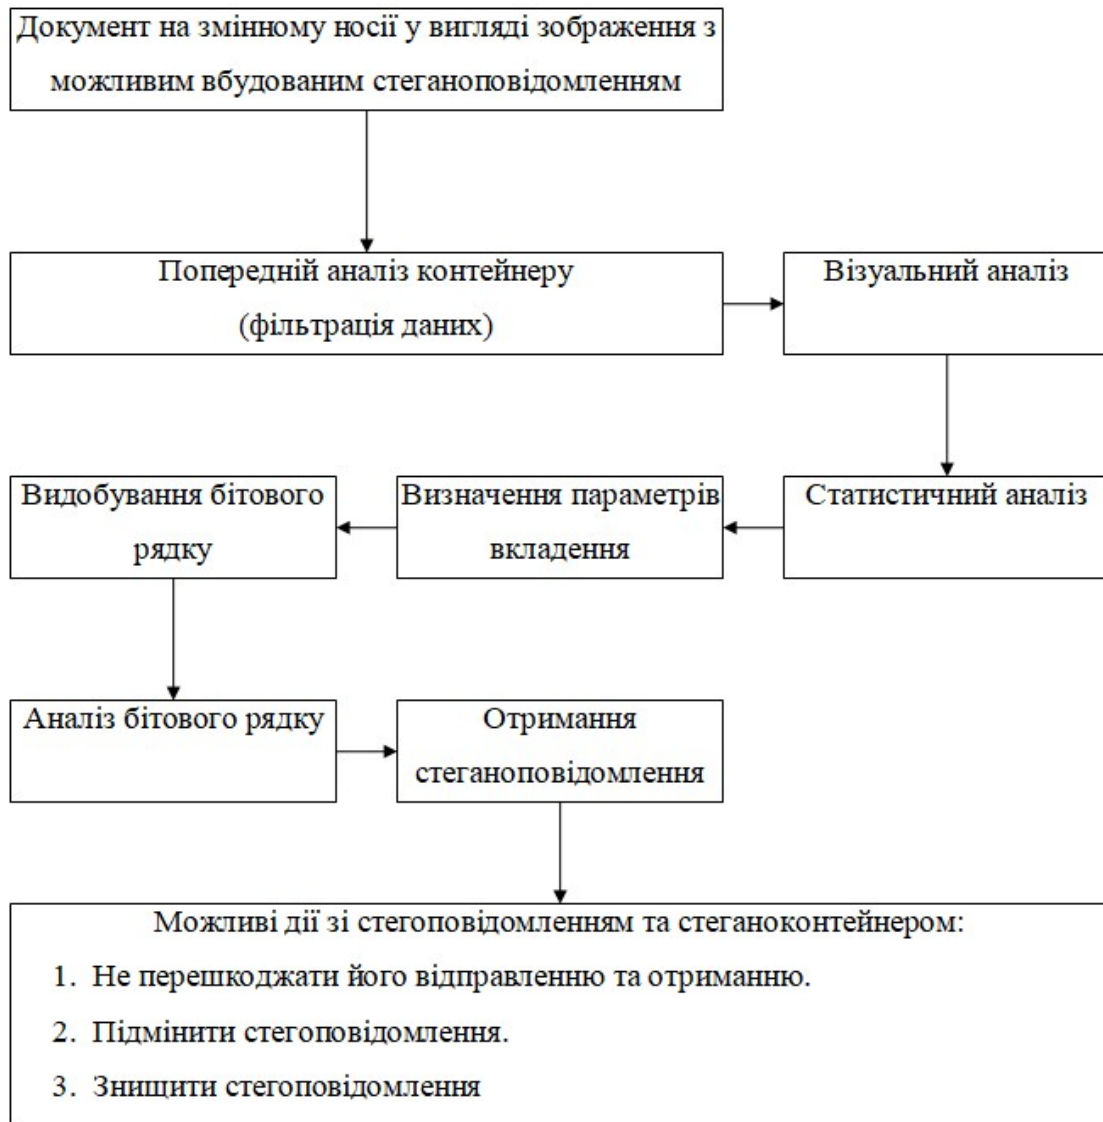 Документ на змінному носії у вигляді зображення з
можливим вбудованим стеганоповідомленням
Попередній аналіз контейнеру
(фільтрація даних)
Візуальний аналіз
Статистичний аналіз
Визначення параметрів
вкладення
Видобування бітового
рядку
Аналіз бітового рядку
Отримання
стеганоповідомлення
Можливі дії зі стегоповідомленням та стеганоконтейнером:
1. Не перешкоджати його відправленню та отриманню.
2. Підмінити стегоповідомлення.
3. Знищити стегоповідомлення